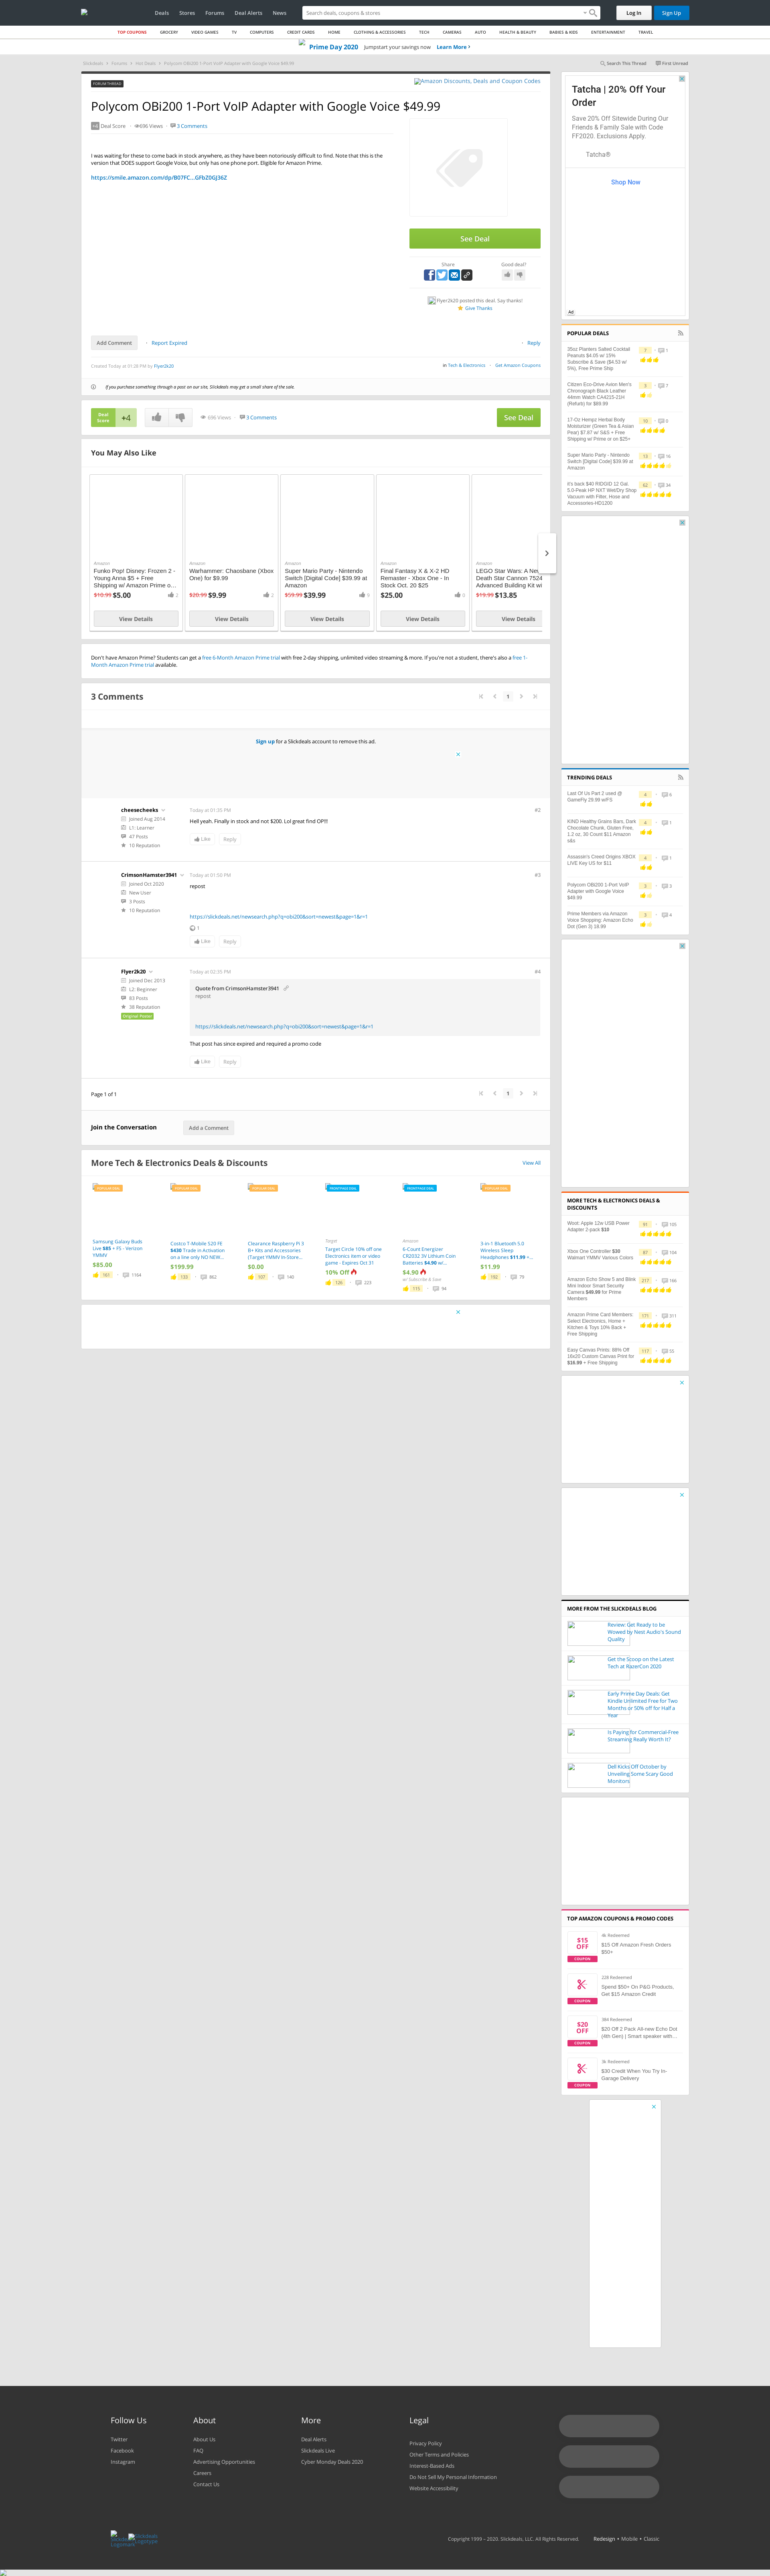 Deals
Stores
Forums
Deal Alerts
News
Search deals, coupons & stores
Log In
Sign Up
TOP COUPONS
GROCERY
VIDEO GAMES
TV
COMPUTERS
CREDIT CARDS
HOME
CLOTHING & ACCESSORIES
TECH
CAMERAS
AUTO
HEALTH & BEAUTY
BABIES & KIDS
ENTERTAINMENT
TRAVEL
Prime Day 2020 Jumpstart your savings now Learn More >
Slickdeals > Forums > Hot Deals > Polycom OBi200 1-Port VoIP Adapter with Google Voice $49.99
Search This Thread
First Unread
FORUM THREAD
Amazon Discounts, Deals and Coupon Codes
Polycom OBi200 1-Port VoIP Adapter with Google Voice $49.99
+4 Deal Score
696 Views
3 Comments
I was waiting for these to come back in stock anywhere, as they have been notoriously difficult to find. Note that this is the
version that DOES support Google Voice, but only has one phone port. Eligible for Amazon Prime.
https://smile.amazon.com/dp/B07FC...GFbZ0GJ36Z
See Deal
Share
Good deal?
Flyer2k20 posted this deal. Say thanks!
Give Thanks
Add Comment
Report Expired
Reply
Created Today at 01:28 PM by Flyer2k20
in Tech & Electronics
Get Amazon Coupons
If you purchase something through a post on our site, Slickdeals may get a small share of the sale.
Deal
Score
+4
696 Views
3 Comments
See Deal
You May Also Like
Amazon
Funko Pop! Disney: Frozen 2 -
Young Anna $5 + Free
Shipping w/ Amazon Prime o...
$10.99 $5.00
2
View Details
Amazon
Warhammer: Chaosbane (Xbox
One) for $9.99
$20.99 $9.99
2
View Details
Amazon
Super Mario Party - Nintendo
Switch [Digital Code] $39.99 at
Amazon
$59.99 $39.99
9
View Details
Amazon
Final Fantasy X & X-2 HD
Remaster - Xbox One - In
Stock Oct. 20 $25
$25.00
0
View Details
Amazon
LEGO Star Wars: A New
Death Star Cannon 7524
Advanced Building Kit wi
$19.99 $13.85
View Details
Don't have Amazon Prime? Students can get a free 6-Month Amazon Prime trial with free 2-day shipping, unlimited video streaming & more. If you're not a student, there's also a free 1-
Month Amazon Prime trial available.
3 Comments
1
Sign up for a Slickdeals account to remove this ad.
cheesecheeks
Joined Aug 2014
L1: Learner
47 Posts
10 Reputation
Today at 01:35 PM
#2
Hell yeah. Finally in stock and not $200. Lol great find OP!!!
Like
Reply
CrimsonHamster3941
Joined Oct 2020
New User
3 Posts
10 Reputation
Today at 01:50 PM
#3
repost
https://slickdeals.net/newsearch.php?q=obi200&sort=newest&page=1&r=1
1
Like
Reply
Flyer2k20
Joined Dec 2013
L2: Beginner
83 Posts
38 Reputation
Original Poster
Today at 02:35 PM
#4
Quote from CrimsonHamster3941
repost
https://slickdeals.net/newsearch.php?q=obi200&sort=newest&page=1&r=1
That post has since expired and required a promo code
Like
Reply
Page 1 of 1
1
Join the Conversation
Add a Comment
More Tech & Electronics Deals & Discounts
View All
POPULAR DEAL
Samsung Galaxy Buds
Live $85 + FS - Verizon
YMMV
$85.00
161
1164
POPULAR DEAL
Costco T-Mobile S20 FE
$430 Trade in Activation
on a line only NO NEW...
$199.99
133
862
POPULAR DEAL
Clearance Raspberry Pi 3
B+ Kits and Accessories
(Target YMMV in-Store...
$0.00
107
140
FRONTPAGE DEAL
Target
Target Circle 10% off one
Electronics item or video
game - Expires Oct 31
10% Off
126
223
FRONTPAGE DEAL
Amazon
6-Count Energizer
CR2032 3V Lithium Coin
Batteries $4.90 w/...
$4.90
w/ Subscribe & Save
115
94
POPULAR DEAL
3-in-1 Bluetooth 5.0
Wireless Sleep
Headphones $11.99 +...
$11.99
192
79
Tatcha | 20% Off Your
Order
Save 20% Off Sitewide During Our
Friends & Family Sale with Code
FF2020. Exclusions Apply.
Tatcha®
Shop Now
Ad
POPULAR DEALS
35oz Planters Salted Cocktail
Peanuts $4.05 w/ 15%
Subscribe & Save ($4.53 w/
5%), Free Prime Ship
7
1
Citizen Eco-Drive Avion Men's
Chronograph Black Leather
44mm Watch CA4215-21H
(Refurb) for $89.99
3
7
17-Oz Hempz Herbal Body
Moisturizer (Green Tea & Asian
Pear) $7.87 w/ S&S + Free
Shipping w/ Prime or on $25+
10
0
Super Mario Party - Nintendo
Switch [Digital Code] $39.99 at
Amazon
13
16
it's back $40 RIDGID 12 Gal.
5.0-Peak HP NXT Wet/Dry Shop
Vacuum with Filter, Hose and
Accessories-HD1200
62
34
TRENDING DEALS
Last Of Us Part 2 used @
GameFly 29.99 w/FS
4
6
KIND Healthy Grains Bars, Dark
Chocolate Chunk, Gluten Free,
1.2 oz, 30 Count $11 Amazon
s&s
4
1
Assassin's Creed Origins XBOX
LIVE Key US for $11
4
1
Polycom OBi200 1-Port VoIP
Adapter with Google Voice
$49.99
3
3
Prime Members via Amazon
Voice Shopping: Amazon Echo
Dot (Gen 3) 18.99
3
4
MORE TECH & ELECTRONICS DEALS &
DISCOUNTS
Woot: Apple 12w USB Power
Adapter 2-pack $10
91
105
Xbox One Controller $30
Walmart YMMV Various Colors
87
104
Amazon Echo Show 5 and Blink
Mini Indoor Smart Security
Camera $49.99 for Prime
Members
217
186
Amazon Prime Card Members:
Select Electronics, Home +
Kitchen & Toys 10% Back +
Free Shipping
171
311
Easy Canvas Prints: 88% Off
16x20 Custom Canvas Print for
$16.99 + Free Shipping
117
55
MORE FROM THE SLICKDEALS BLOG
Review: Get Ready to be
Wowed by Nest Audio's Sound
Quality
Get the Scoop on the Latest
Tech at RazerCon 2020
Early Prime Day Deals: Get
Kindle Unlimited Free for Two
Months or 50% off for Half a
Year
Is Paying for Commercial-Free
Streaming Really Worth It?
Dell Kicks Off October by
Unveiling Some Scary Good
Monitors
TOP AMAZON COUPONS & PROMO CODES
$15
OFF
COUPON
4k Redeemed
$15 Off Amazon Fresh Orders
$50+
COUPON
228 Redeemed
Spend $50+ On P&G Products,
Get $15 Amazon Credit
$20
OFF
COUPON
384 Redeemed
$20 Off 2 Pack All-new Echo Dot
(4th Gen) | Smart speaker with...
COUPON
3k Redeemed
$30 Credit When You Try In-
Garage Delivery
Follow Us
Twitter
Facebook
Instagram
About
About Us
FAQ
Advertising Opportunities
Careers
Contact Us
More
Deal Alerts
Slickdeals Live
Cyber Monday Deals 2020
Legal
Privacy Policy
Other Terms and Policies
Interest-Based Ads
Do Not Sell My Personal Information
Website Accessibility
Copyright 1999 - 2020. Slickdeals, LLC. All Rights Reserved.
Redesign • Mobile • Classic